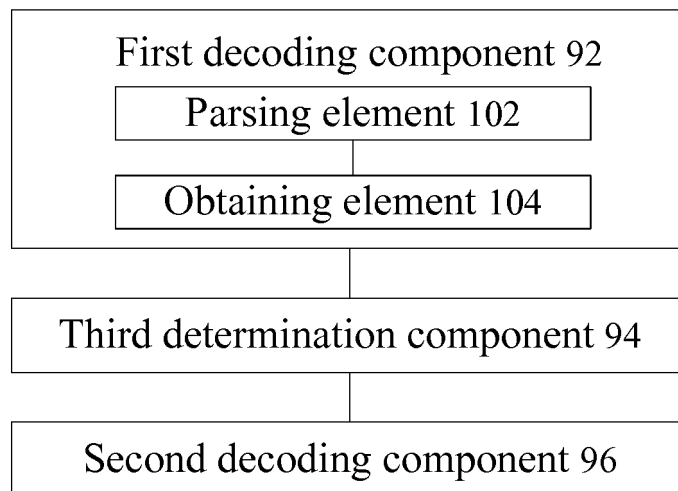 First decoding component 92
Parsing element 102
Obtaining element 104
Third determination component 94
Second decoding component 96